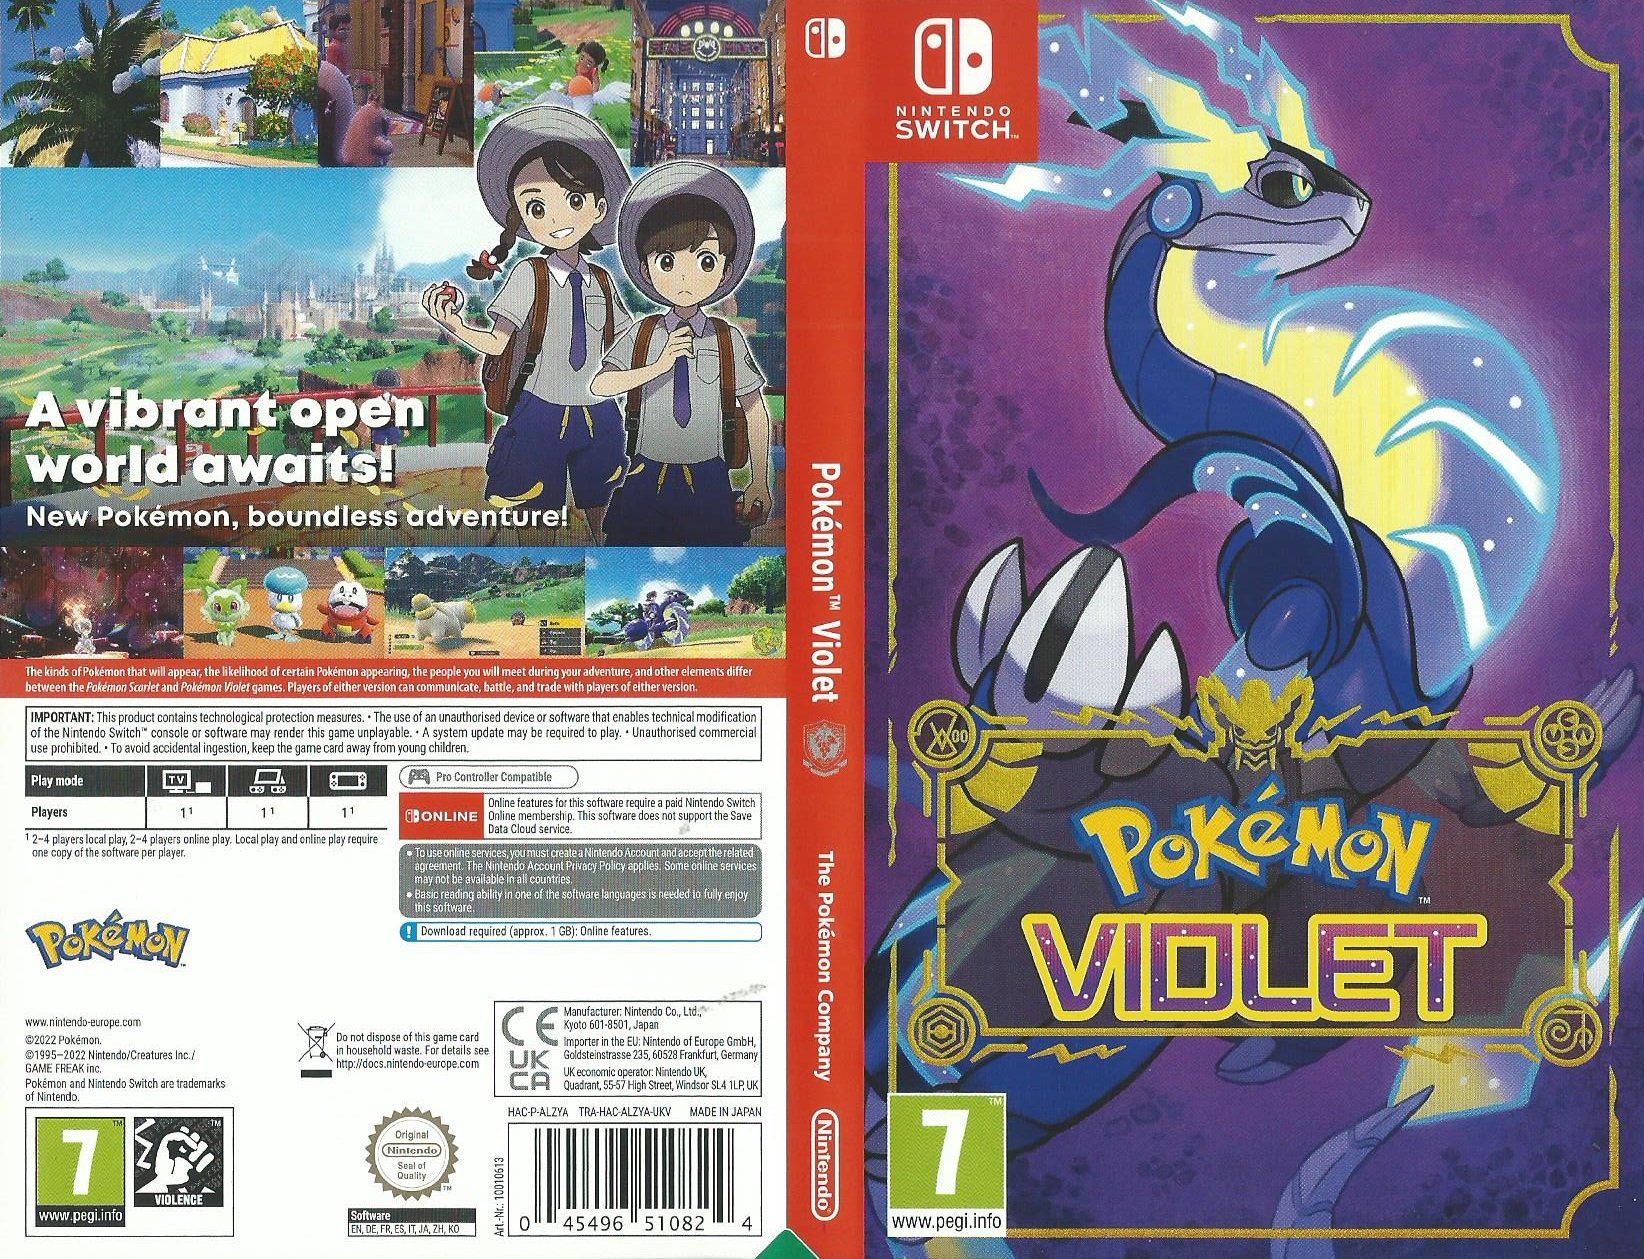 A vibrant open
world awaits!
New Pokémon, boundless adventure!
The kinds of Pokémon that will appear, the likelihood of certain Pokémon appearing, the people you will meet during your adventure, and other elements differ
between the Pokémon Scarlet and Pokémon Violet games. Players of either version can communicate, battle, and trade with players of either version.
IMPORTANT: This product contains technological protection measures. • The use of an unauthorised device or software that enables technical modification
of the Nintendo Switch™ console or software may render this game unplayable. • A system update may be required to play. • Unauthorised commercial
use prohibited. • To avoid accidental ingestion, keep the game card away from young children.
Play mode
TV
Players
1¹ 1¹ 1¹
¹ 2–4 players local play, 2–4 players online play. Local play and online play require
one copy of the software per player.
Pro Controller Compatible
ONLINE
Online features for this software require a paid Nintendo Switch
Online membership. This software does not support the Save
Data Cloud service.
• To use online services, you must create a Nintendo Account and accept the related
agreement. The Nintendo Account Privacy Policy applies. Some online services
may not be available in all countries.
• Basic reading ability in one of the software languages is needed to fully enjoy
this software.
! Download required (approx. 1 GB): Online features.
POKéMON™
www.nintendo-europe.com
©2022 Pokémon.
©1995–2022 Nintendo/Creatures Inc./
GAME FREAK inc.
Pokémon and Nintendo Switch are trademarks
of Nintendo.
Do not dispose of this game card
in household waste. For details see
http://docs.nintendo-europe.com
CE
UK
CA
Manufacturer: Nintendo Co., Ltd.,
Kyoto 601-8501, Japan
Importer in the EU: Nintendo of Europe GmbH,
Goldsteinstrasse 235, 60528 Frankfurt, Germany
UK economic operator: Nintendo UK,
Quadrant, 55-57 High Street, Windsor SL4 1LP, UK
HAC-P-ALZYA TRA-HAC-ALZYA-UKV MADE IN JAPAN
7™
www.pegi.info
™
VIOLENCE
Original
Nintendo
Seal of
Quality
™
Software
EN, DE, FR, ES, IT, JA, ZH, KO
Art.-Nr.: 10010613
0 45496 51082 4
Pokémon™ Violet
The Pokémon Company
Nintendo®
NINTENDO
SWITCH™
POKéMON™
VIOLET
7™
www.pegi.info